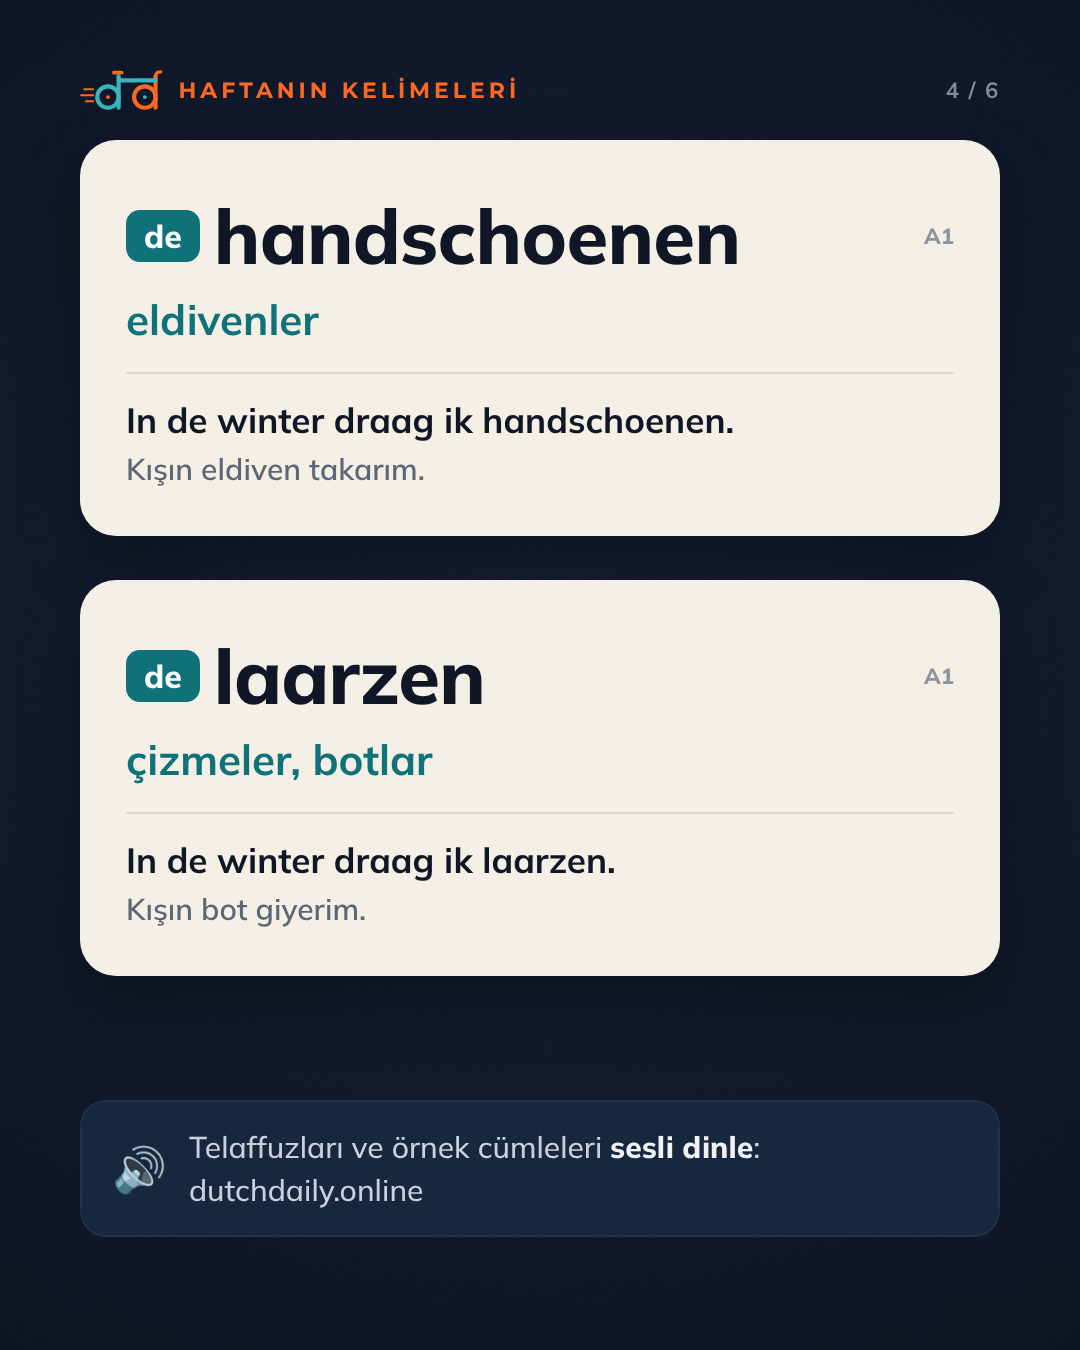 HAFTANIN KELİMELERİ
4 / 6
de handschoenen
A1
eldivenler
In de winter draag ik handschoenen.
Kışın eldiven takarım.
de laarzen
A1
çizmeler, botlar
In de winter draag ik laarzen.
Kışın bot giyerim.
Telaffuzları ve örnek cümleleri sesli dinle:
dutchdaily.online